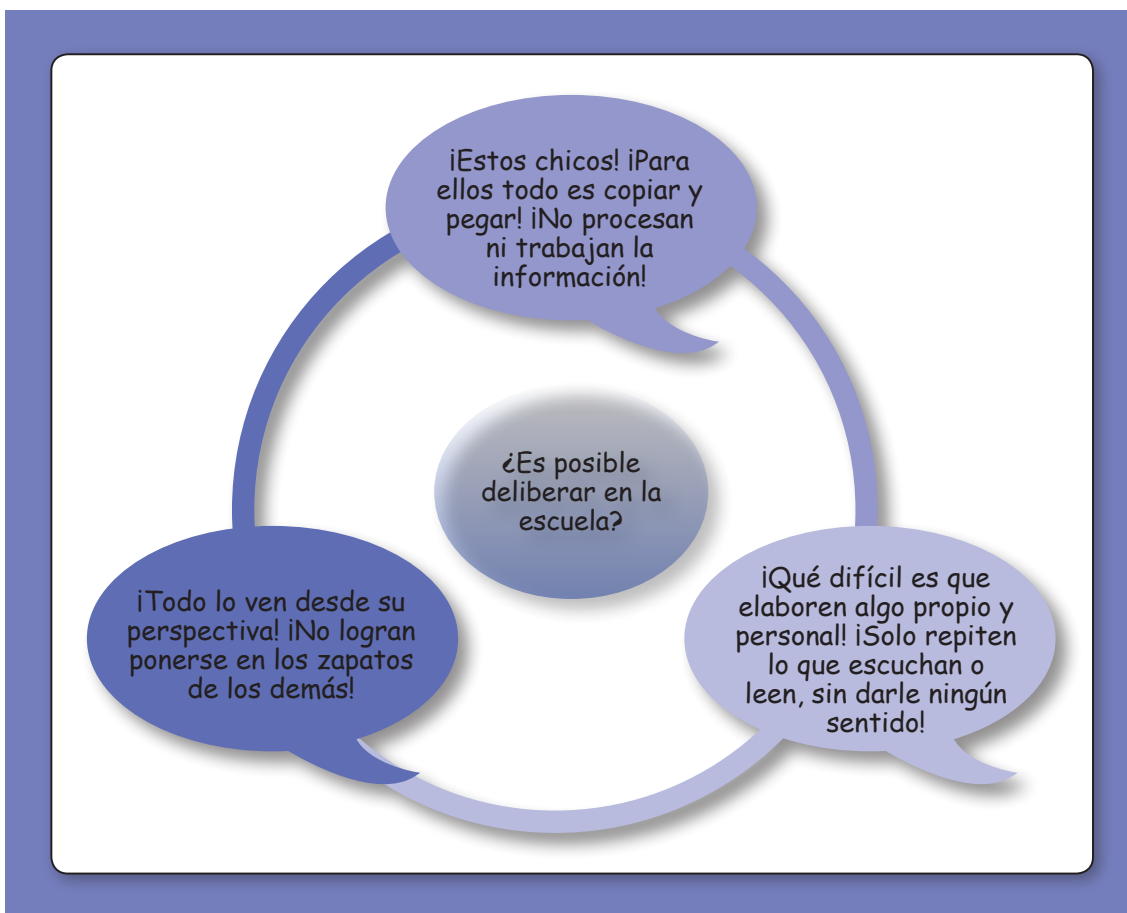 ¡Estos chicos! ¡Para
ellos todo es copiar y
pegar! ¡No procesan
ni trabajan la
información!
¿Es posible
deliberar en la
escuela?
¡Todo lo ven desde su
perspectiva! ¡No logran
ponerse en los zapatos
de los demás!
¡Qué difícil es que
elaboren algo propio y
personal! ¡Solo repiten
lo que escuchan o
leen, sin darle ningún
sentido!